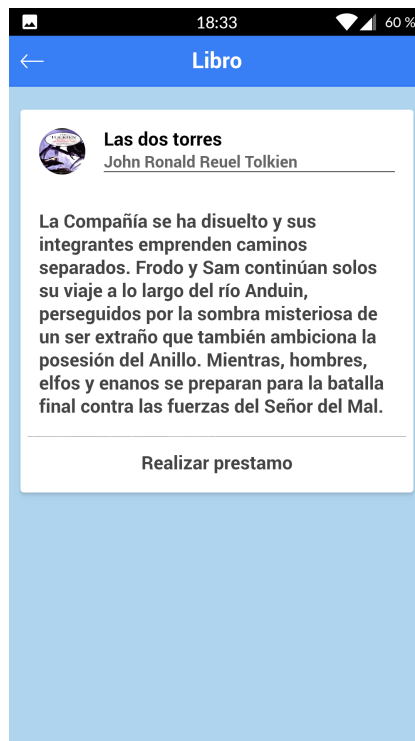 18:33
60 %
Libro
Las dos torres
John Ronald Reuel Tolkien
La Compañía se ha disuelto y sus
integrantes emprenden caminos
separados. Frodo y Sam continúan solos
su viaje a lo largo del río Anduin,
perseguidos por la sombra misteriosa de
un ser extraño que también ambiciona la
posesión del Anillo. Mientras, hombres,
elfos y enanos se preparan para la batalla
final contra las fuerzas del Señor del Mal.
Realizar prestamo